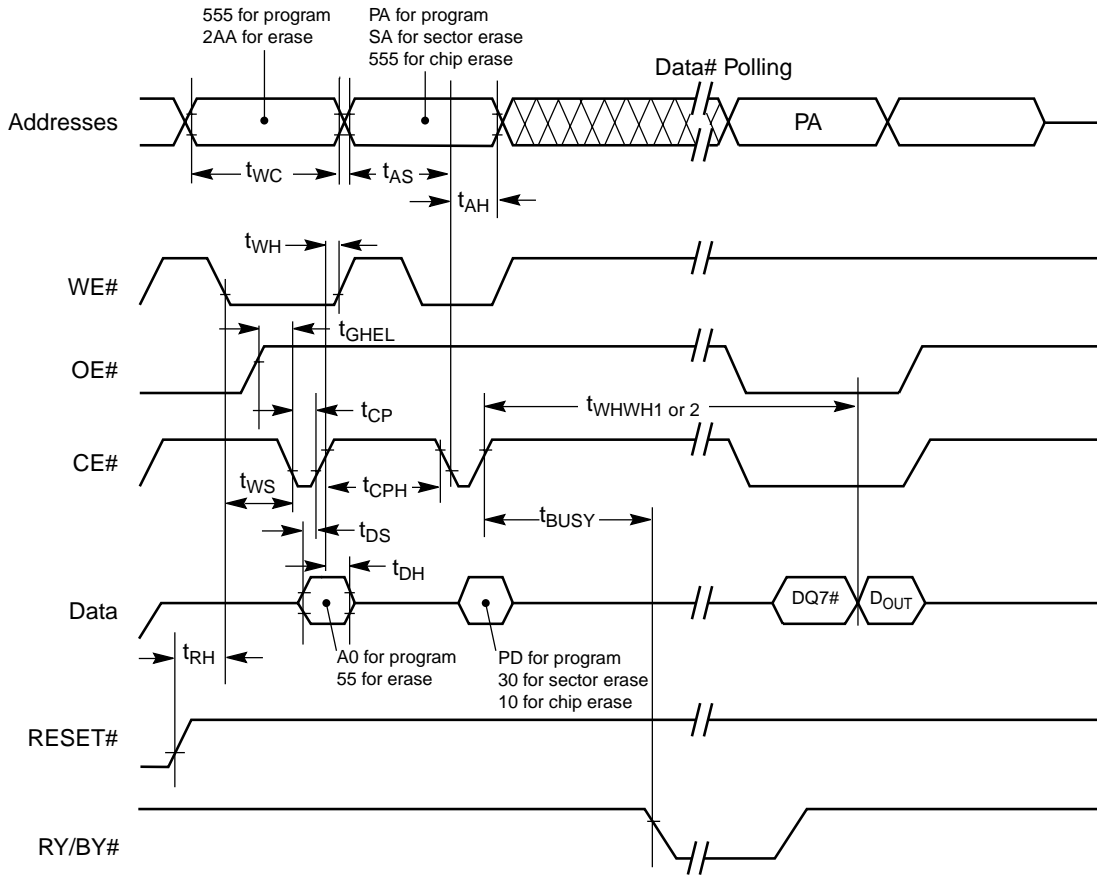 555 for program
2AA for erase
PA for program
SA for sector erase
555 for chip erase
Data# Polling
Addresses
PA
tWC
tAS
tAH
tWH
WE#
tGHEL
OE#
tCP
tWHWH1 or 2
CE#
tWS
tCPH
tBUSY
tDS
tDH
Data
DQ7#
DOUT
tRH
A0 for program
55 for erase
PD for program
30 for sector erase
10 for chip erase
RESET#
RY/BY#